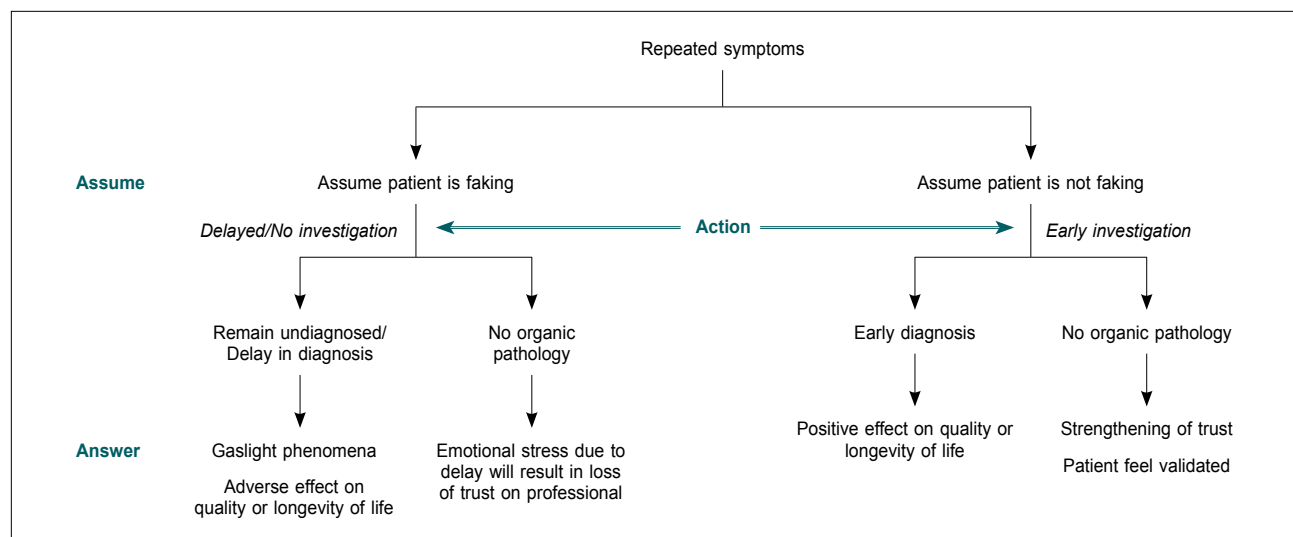 Repeated symptoms
Assume
Assume patient is faking
Assume patient is not faking
Delayed/No investigation
Action
Early investigation
Remain undiagnosed/
Delay in diagnosis
No organic
pathology
Early diagnosis
No organic pathology
Answer
Gaslight phenomena
Adverse effect on
quality or longevity of life
Emotional stress due to
delay will result in loss
of trust on professional
Positive effect on quality or
longevity of life
Strengthening of trust
Patient feel validated